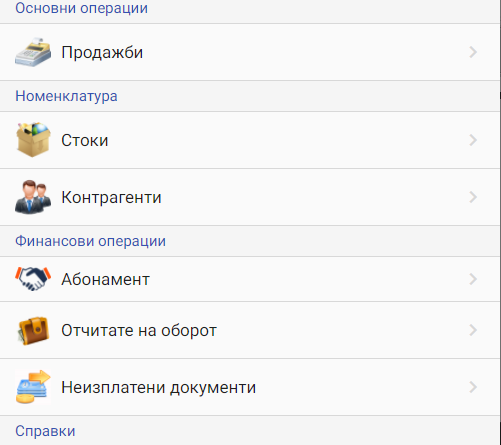 Основни операции
Продажби
Номенклатура
Стоки
Контрагенти
Финансови операции
Абонамент
Отчитате на оборот
Неизплатени документи
Справки